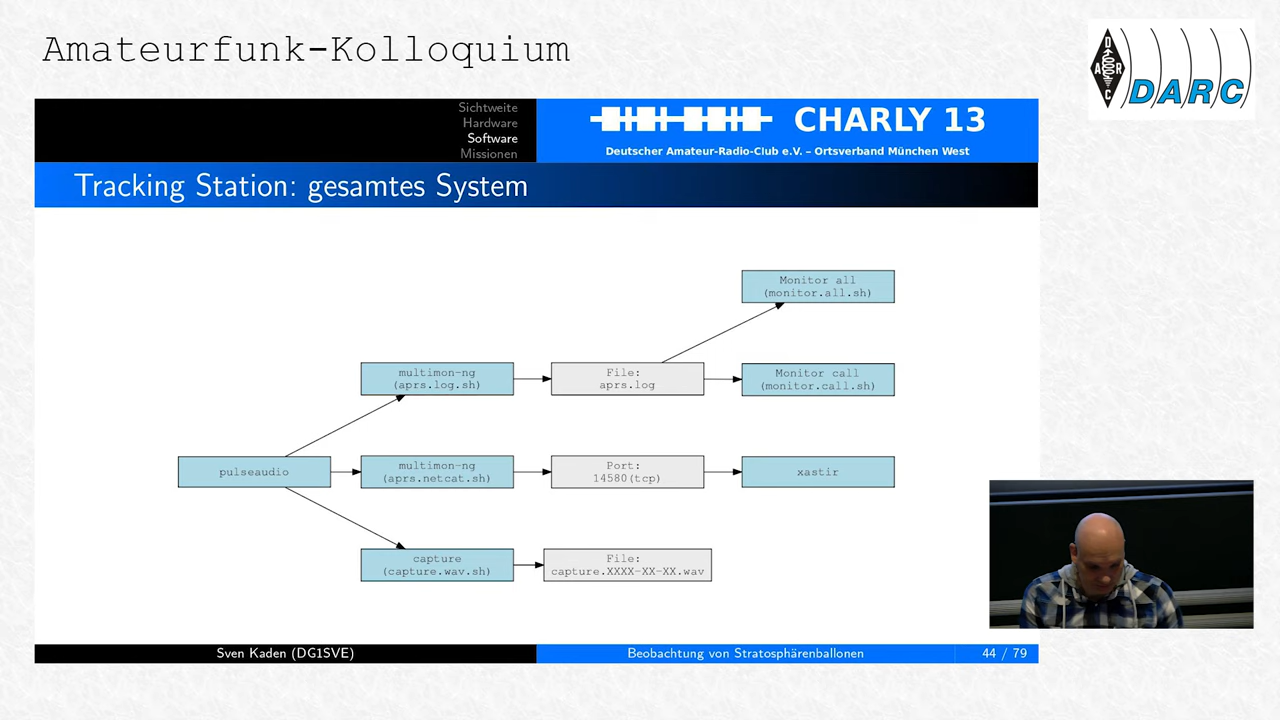 Amateurfunk-Kolloquium
DARC
DARC
Sichtweite
Hardware
Software
Missionen
CHARLY 13
Deutscher Amateur-Radio-Club e.V. – Ortsverband München West
Tracking Station: gesamtes System
Monitor all
(monitor.all.sh)
multimon-ng
(aprs.log.sh)
File:
aprs.log
Monitor call
(monitor.call.sh)
pulseaudio
multimon-ng
(aprs.netcat.sh)
Port:
14580(tcp)
xastir
capture
(capture.wav.sh)
File:
capture.XXXX-XX-XX.wav
Sven Kaden (DG1SVE)
Beobachtung von Stratosphärenballonen
44 / 79